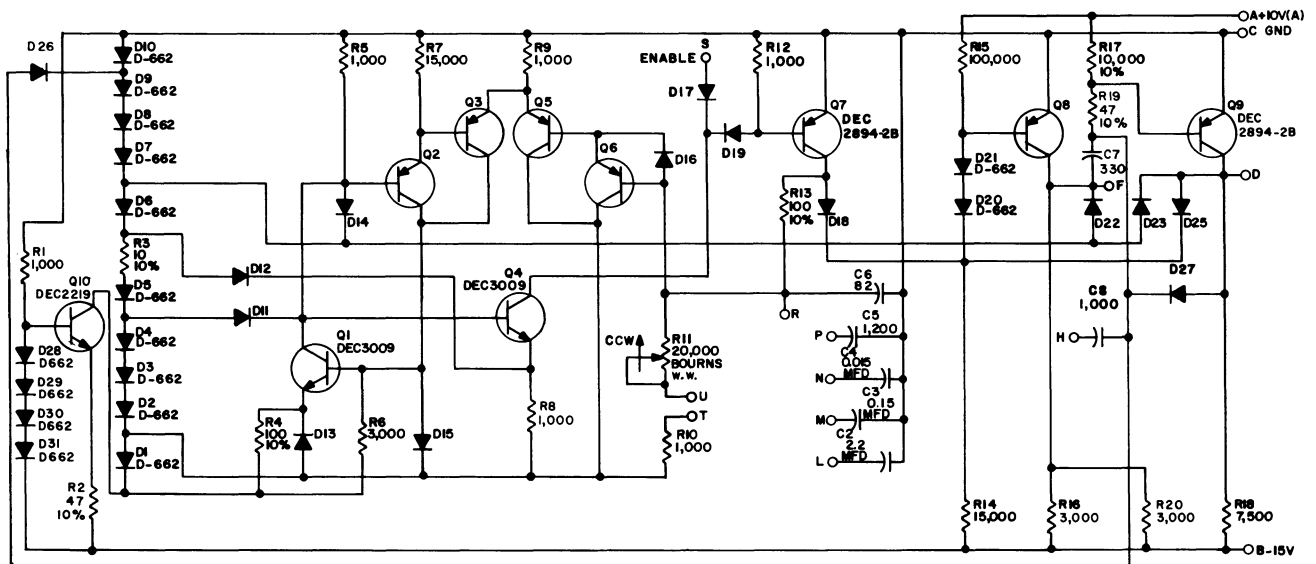 D26
D10
D-662
D9
D-662
D8
D-662
D7
D-662
D6
D-662
R3
10
10%
D5
D-662
D4
D-662
D3
D-662
D2
D-662
D1
D-662
R1
1,000
Q10
DEC2219
D28
D662
D29
D662
D30
D662
D31
D662
R2
47
10%
R5
1,000
R7
15,000
R9
1,000
S
ENABLE
D17
Q3
Q5
Q2
Q6
D16
D14
D12
D11
Q4
DEC3009
Q1
DEC3009
R4
100
10%
D13
R6
3,000
D15
R8
1,000
CCW
R11
20,000
BOURNS
W.W.
U
T
R10
1,000
R12
1,000
D19
Q7
DEC
2894-2B
R13
100
10%
D18
R
C6
82
P
C5
1,200
N
C4
0.015
MFD
M
C3
0.15
MFD
L
C2
2.2
MFD
R15
100,000
D21
D-662
D20
D-662
Q8
R17
10,000
10%
R19
47
10%
C7
330
F
D22
D23
D25
Q9
DEC
2894-2B
A+10V(A)
C GND
D
D27
C8
1,000
H
R14
15,000
R16
3,000
R20
3,000
R18
7,500
B-15V